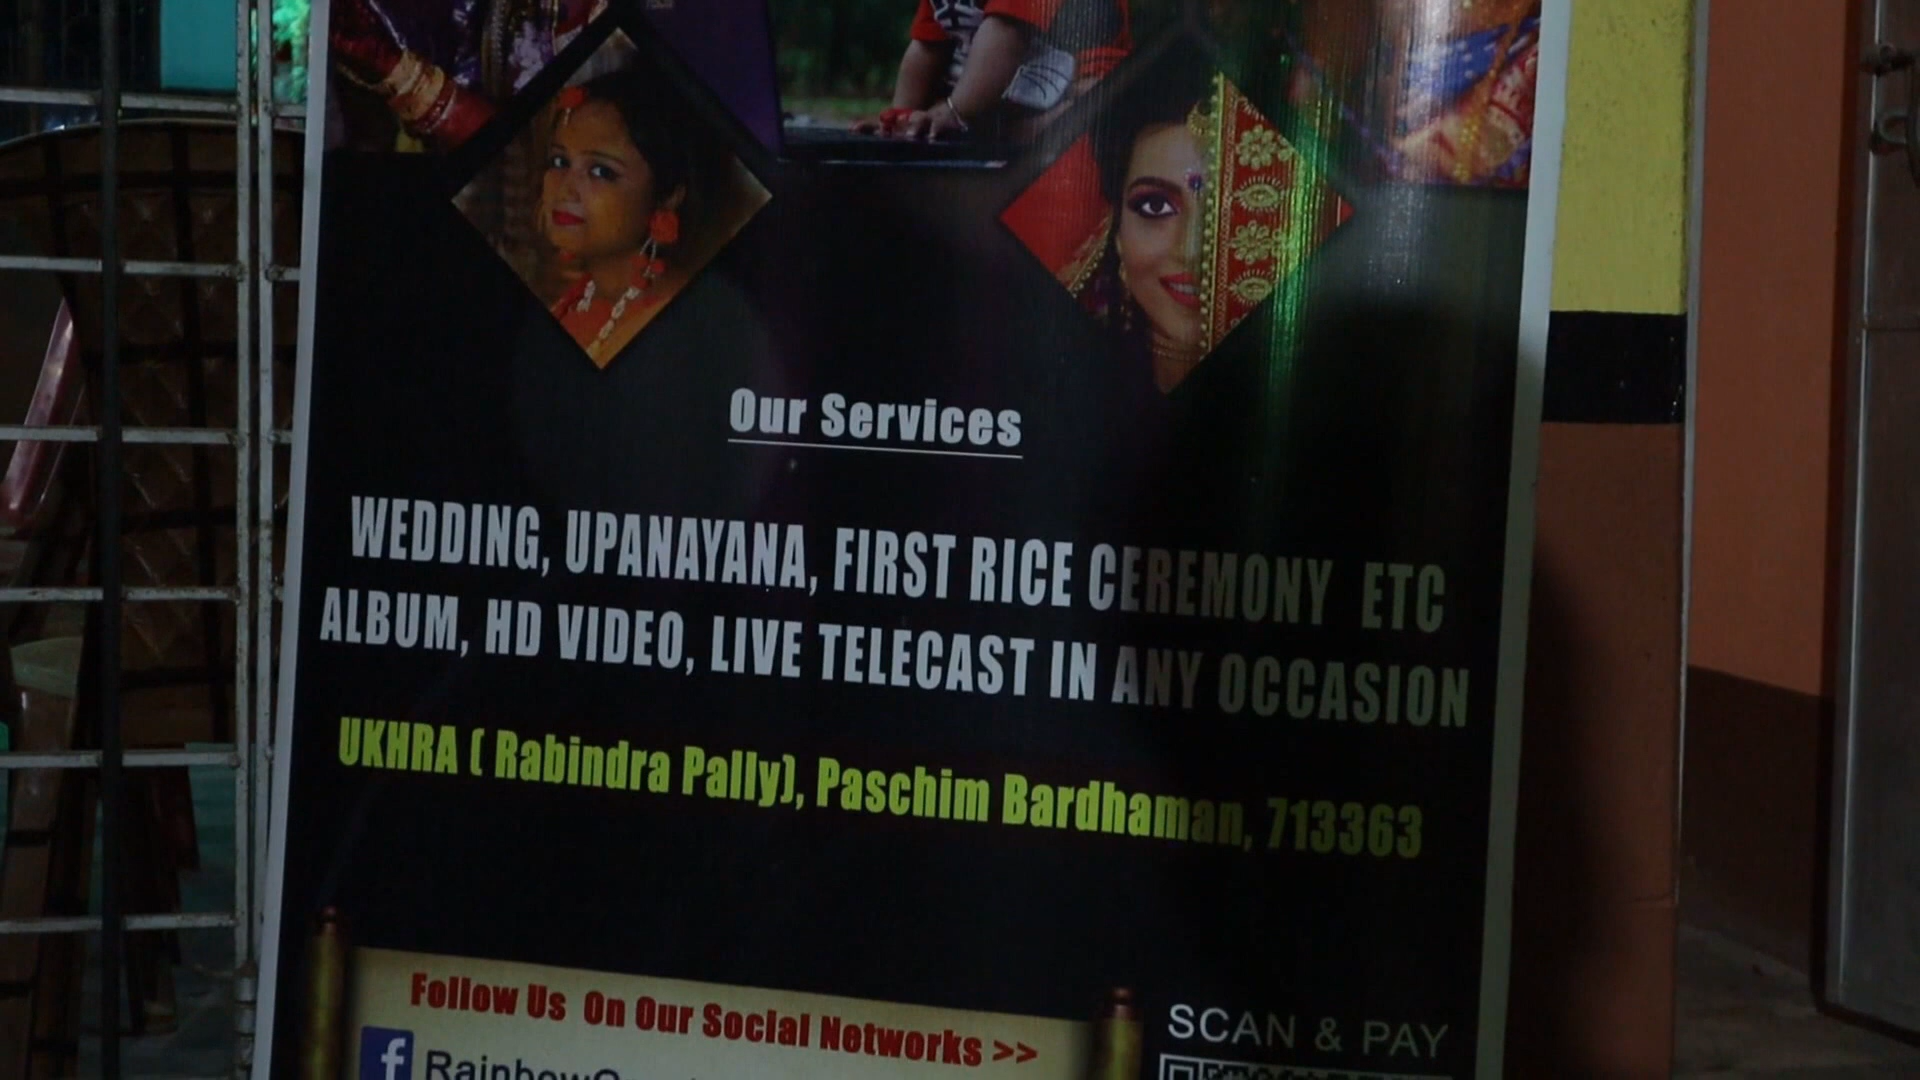 Our Services
WEDDING, UPANAYANA, FIRST RICE CEREMONY ETC
ALBUM, HD VIDEO, LIVE TELECAST IN ANY OCCASION
UKHRA ( Rabindra Pally), Paschim Bardhaman, 713363
Follow Us On Our Social Networks >>
SCAN & PAY